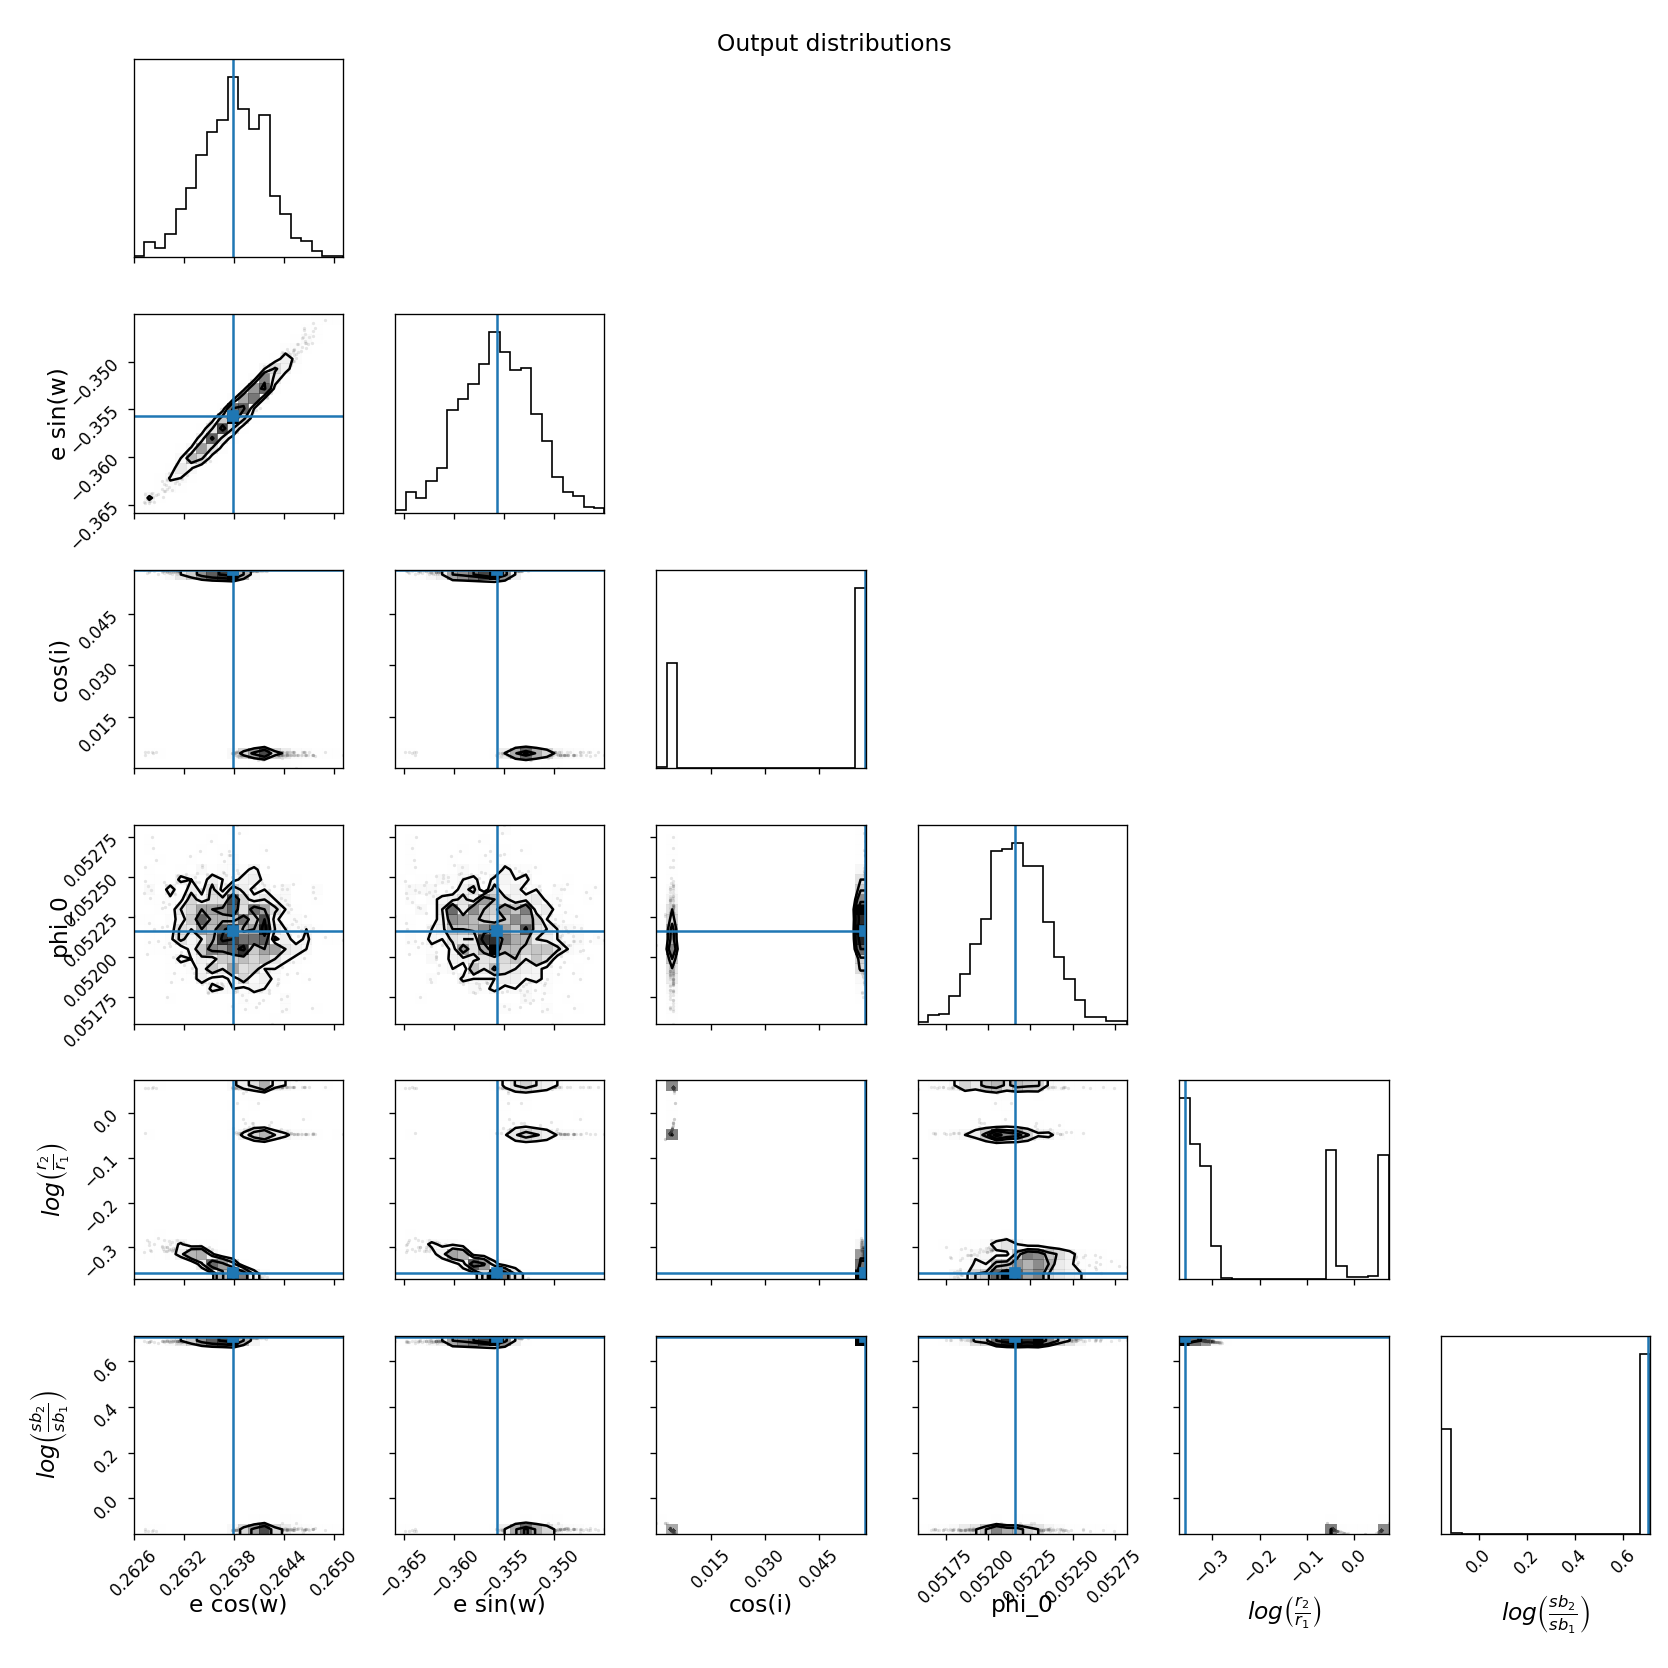 Output distributions
e sin(w)
−0.350
−0.355
−0.360
−0.365
cos(i)
0.045
0.030
0.015
phi_0
0.05275
0.05250
0.05225
0.05200
0.05175
log(r₂/r₁)
0.0
−0.1
−0.2
−0.3
log(sb₂/sb₁)
0.6
0.4
0.2
0.0
0.2626 0.2632 0.2638 0.2644 0.2650
−0.365 −0.360 −0.355 −0.350
0.015 0.030 0.045
0.05175 0.05200 0.05225 0.05250 0.05275
−0.3 −0.2 −0.1 0.0
0.0 0.2 0.4 0.6
e cos(w) e sin(w) cos(i) phi_0 log(r₂/r₁) log(sb₂/sb₁)